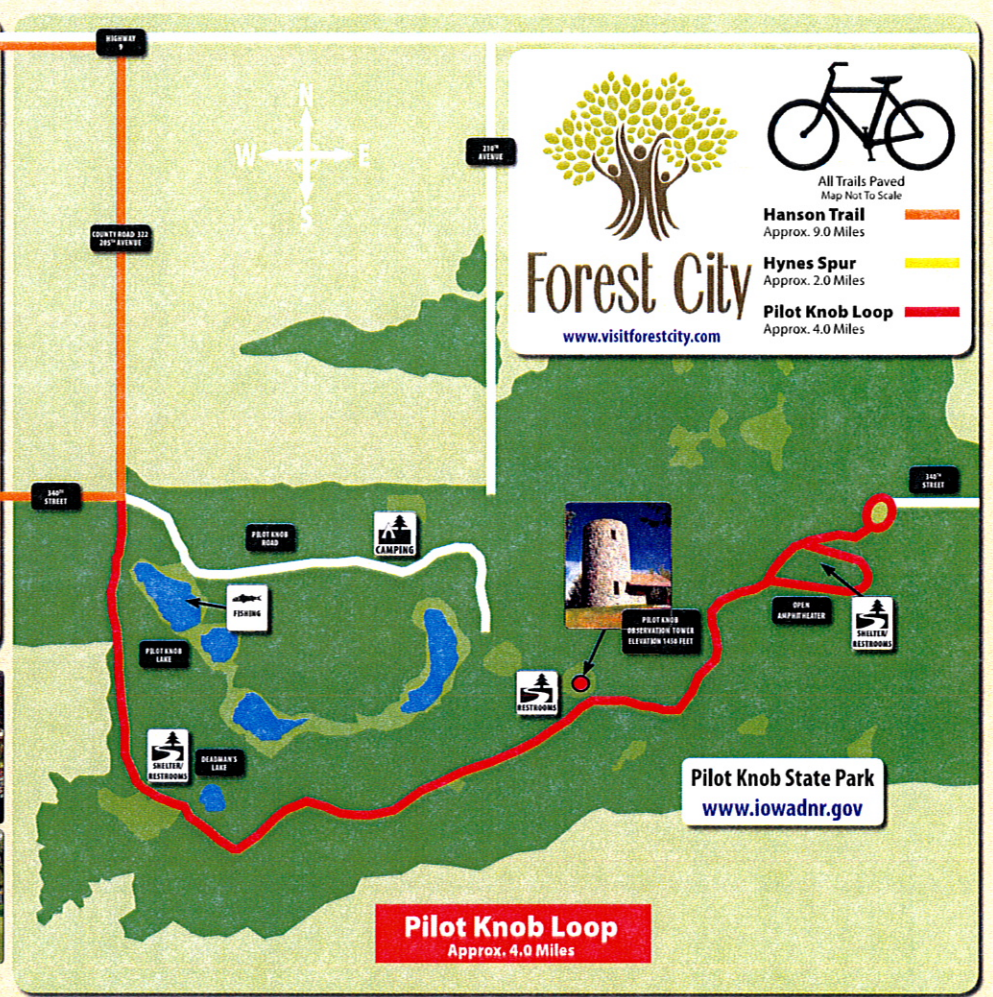 HIGHWAY
9
N
W
E
S
210TH
AVENUE
COUNTY ROAD 322
205TH AVENUE
Forest City
www.visitforestcity.com
All Trails Paved
Map Not To Scale
Hanson Trail
Approx. 9.0 Miles
Hynes Spur
Approx. 2.0 Miles
Pilot Knob Loop
Approx. 4.0 Miles
340TH
STREET
340TH
STREET
PILOT KNOB
ROAD
CAMPING
FISHING
PILOT KNOB
LAKE
PILOT KNOB
OBSERVATION TOWER
ELEVATION 1450 FEET
OPEN
AMPHITHEATER
SHELTER/
RESTROOMS
RESTROOMS
SHELTER/
RESTROOMS
DEADMAN'S
LAKE
Pilot Knob State Park
www.iowadnr.gov
Pilot Knob Loop
Approx. 4.0 Miles